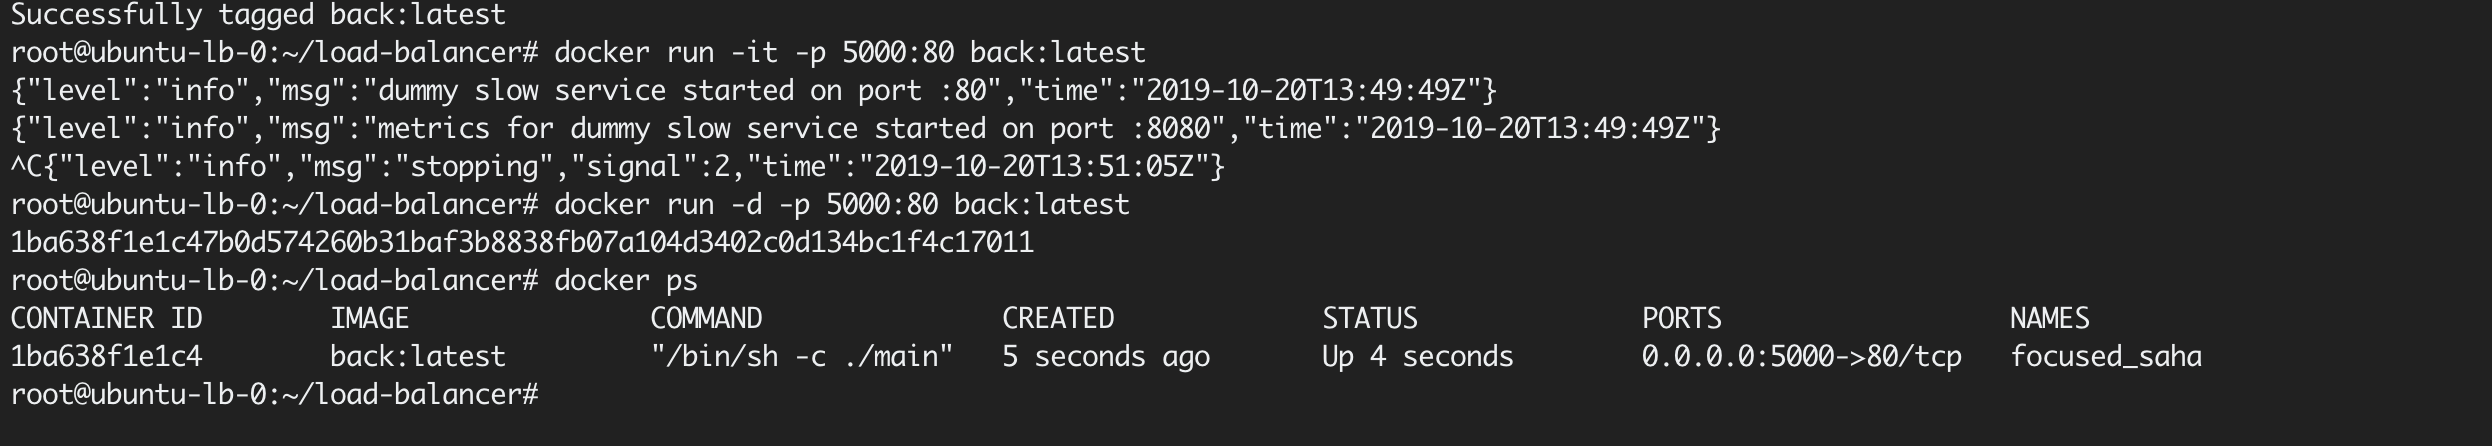 Successfully tagged back:latest
root@ubuntu-lb-0:~/load-balancer# docker run -it -p 5000:80 back:latest
{"level":"info","msg":"dummy slow service started on port :80","time":"2019-10-20T13:49:49Z"}
{"level":"info","msg":"metrics for dummy slow service started on port :8080","time":"2019-10-20T13:49:49Z"}
^C{"level":"info","msg":"stopping","signal":2,"time":"2019-10-20T13:51:05Z"}
root@ubuntu-lb-0:~/load-balancer# docker run -d -p 5000:80 back:latest
1ba638f1e1c47b0d574260b31baf3b8838fb07a104d3402c0d134bc1f4c17011
root@ubuntu-lb-0:~/load-balancer# docker ps
CONTAINER ID        IMAGE               COMMAND               CREATED             STATUS              PORTS                  NAMES
1ba638f1e1c4        back:latest         "/bin/sh -c ./main"   5 seconds ago       Up 4 seconds        0.0.0.0:5000->80/tcp   focused_saha
root@ubuntu-lb-0:~/load-balancer#